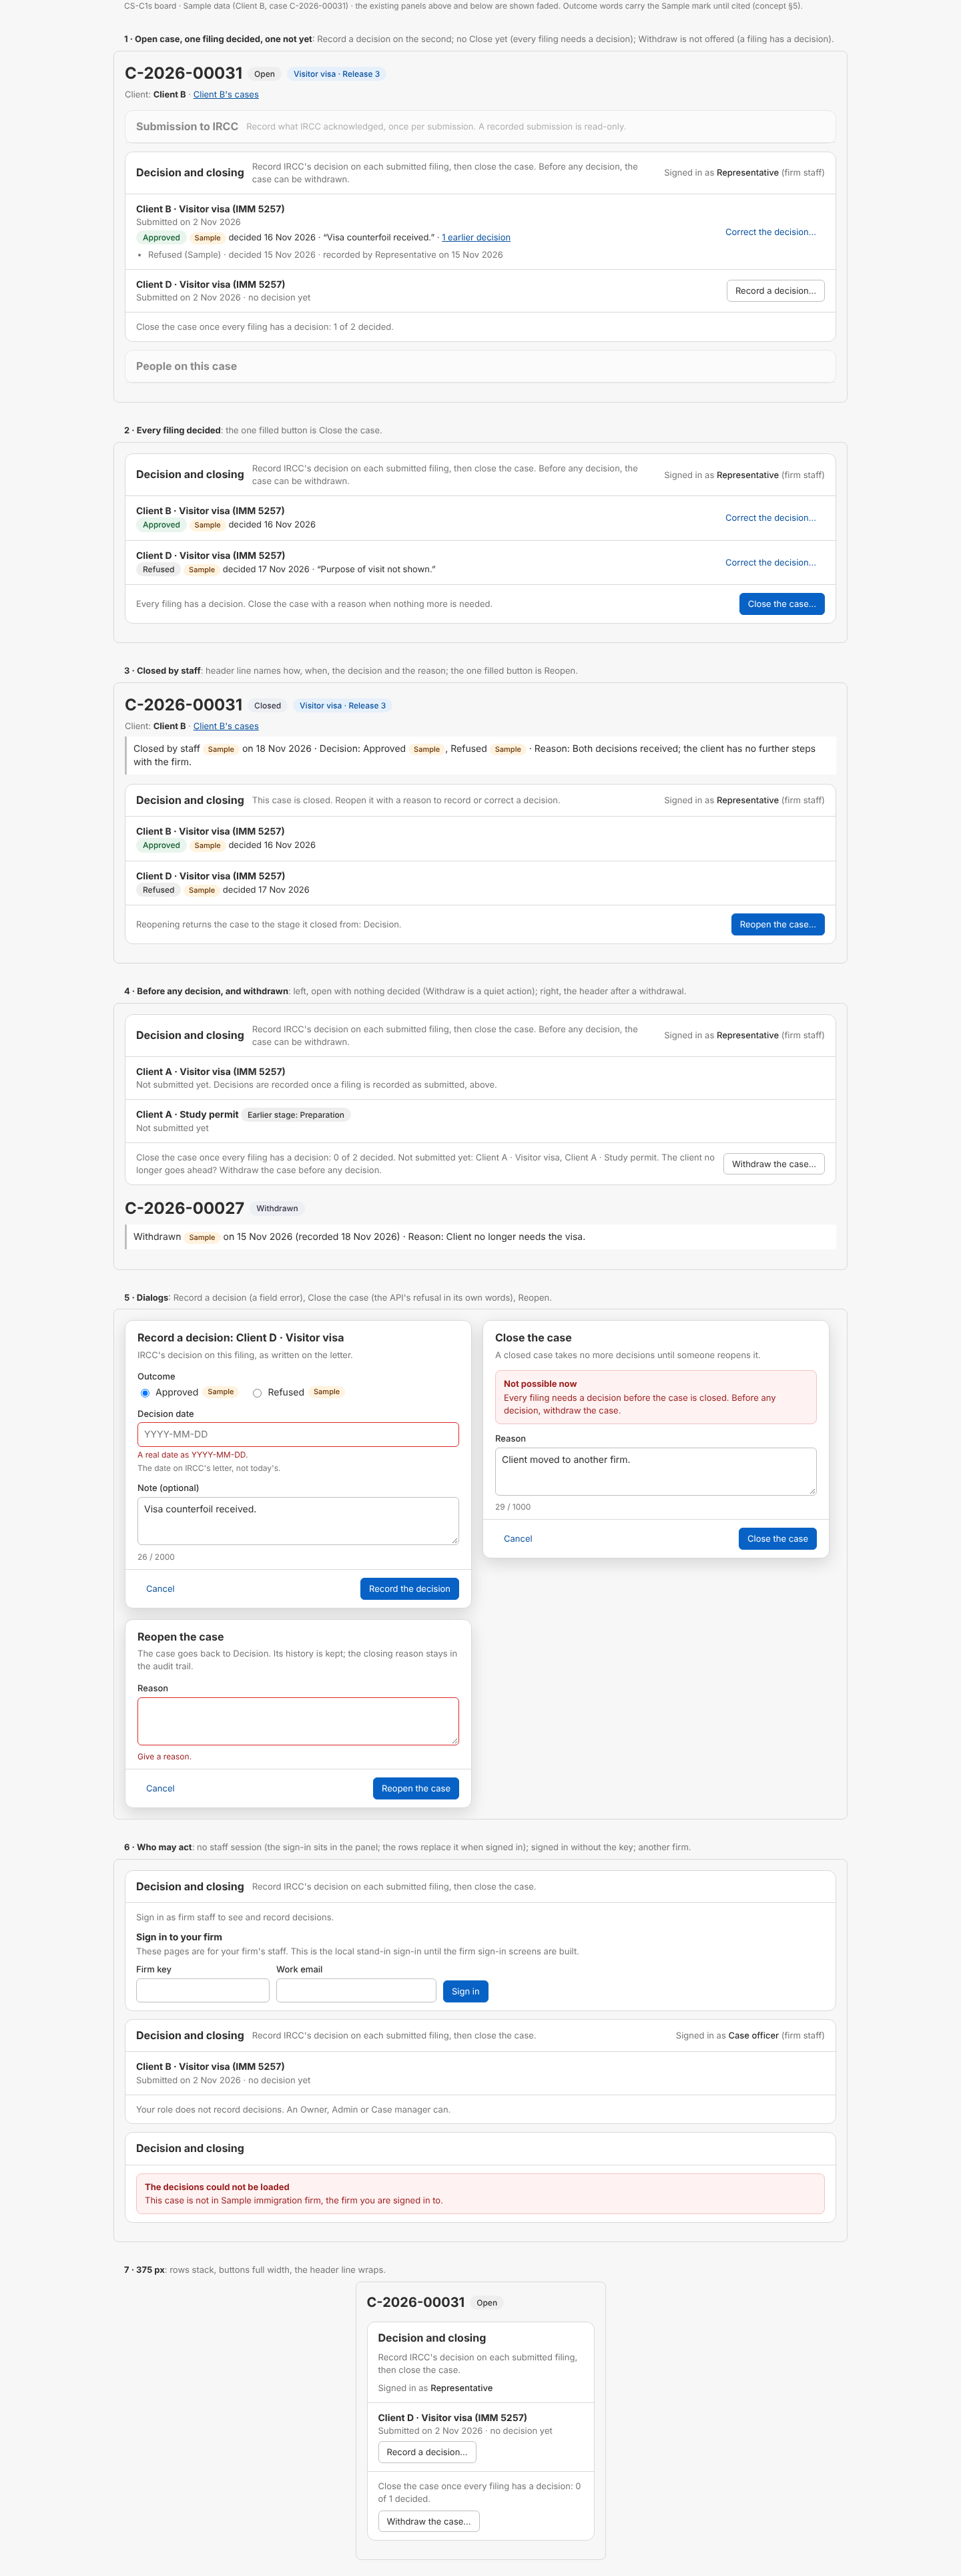 CS-C1s board · Sample data (Client B, case C-2026-00031) · the existing panels above and below are shown faded. Outcome words carry the Sample mark until cited (concept §5).
1 · Open case, one filing decided, one not yet: Record a decision on the second; no Close yet (every filing needs a decision); Withdraw is not offered (a filing has a decision).
C-2026-00031 Open Visitor visa · Release 3
Client: Client B · Client B's cases
Submission to IRCC Record what IRCC acknowledged, once per submission. A recorded submission is read-only.
Decision and closing Record IRCC's decision on each submitted filing, then close the case. Before any decision, the
case can be withdrawn.
Signed in as Representative (firm staff)
Client B · Visitor visa (IMM 5257)
Submitted on 2 Nov 2026
Approved Sample decided 16 Nov 2026 · “Visa counterfoil received.” · 1 earlier decision
Correct the decision...
• Refused (Sample) · decided 15 Nov 2026 · recorded by Representative on 15 Nov 2026
Client D · Visitor visa (IMM 5257)
Submitted on 2 Nov 2026 · no decision yet
Record a decision...
Close the case once every filing has a decision: 1 of 2 decided.
People on this case
2 · Every filing decided: the one filled button is Close the case.
Decision and closing Record IRCC's decision on each submitted filing, then close the case. Before any decision, the
case can be withdrawn.
Signed in as Representative (firm staff)
Client B · Visitor visa (IMM 5257)
Approved Sample decided 16 Nov 2026
Correct the decision...
Client D · Visitor visa (IMM 5257)
Refused Sample decided 17 Nov 2026 · “Purpose of visit not shown.”
Correct the decision...
Every filing has a decision. Close the case with a reason when nothing more is needed.
Close the case...
3 · Closed by staff: header line names how, when, the decision and the reason; the one filled button is Reopen.
C-2026-00031 Closed Visitor visa · Release 3
Client: Client B · Client B's cases
Closed by staff Sample on 18 Nov 2026 · Decision: Approved Sample , Refused Sample · Reason: Both decisions received; the client has no further steps
with the firm.
Decision and closing This case is closed. Reopen it with a reason to record or correct a decision.
Signed in as Representative (firm staff)
Client B · Visitor visa (IMM 5257)
Approved Sample decided 16 Nov 2026
Client D · Visitor visa (IMM 5257)
Refused Sample decided 17 Nov 2026
Reopening returns the case to the stage it closed from: Decision.
Reopen the case...
4 · Before any decision, and withdrawn: left, open with nothing decided (Withdraw is a quiet action); right, the header after a withdrawal.
Decision and closing Record IRCC's decision on each submitted filing, then close the case. Before any decision, the
case can be withdrawn.
Signed in as Representative (firm staff)
Client A · Visitor visa (IMM 5257)
Not submitted yet. Decisions are recorded once a filing is recorded as submitted, above.
Client A · Study permit Earlier stage: Preparation
Not submitted yet
Close the case once every filing has a decision: 0 of 2 decided. Not submitted yet: Client A · Visitor visa, Client A · Study permit. The client no
longer goes ahead? Withdraw the case before any decision.
Withdraw the case...
C-2026-00027 Withdrawn
Withdrawn Sample on 15 Nov 2026 (recorded 18 Nov 2026) · Reason: Client no longer needs the visa.
5 · Dialogs: Record a decision (a field error), Close the case (the API's refusal in its own words), Reopen.
Record a decision: Client D · Visitor visa
IRCC's decision on this filing, as written on the letter.
Outcome
Approved Sample Refused Sample
Decision date
YYYY-MM-DD
A real date as YYYY-MM-DD.
The date on IRCC's letter, not today's.
Note (optional)
Visa counterfoil received.
26 / 2000
Cancel Record the decision
Close the case
A closed case takes no more decisions until someone reopens it.
Not possible now
Every filing needs a decision before the case is closed. Before any
decision, withdraw the case.
Reason
Client moved to another firm.
29 / 1000
Cancel Close the case
Reopen the case
The case goes back to Decision. Its history is kept; the closing reason stays in
the audit trail.
Reason
Give a reason.
Cancel Reopen the case
6 · Who may act: no staff session (the sign-in sits in the panel; the rows replace it when signed in); signed in without the key; another firm.
Decision and closing Record IRCC's decision on each submitted filing, then close the case.
Sign in as firm staff to see and record decisions.
Sign in to your firm
These pages are for your firm's staff. This is the local stand-in sign-in until the firm sign-in screens are built.
Firm key Work email
Sign in
Decision and closing Record IRCC's decision on each submitted filing, then close the case.
Signed in as Case officer (firm staff)
Client B · Visitor visa (IMM 5257)
Submitted on 2 Nov 2026 · no decision yet
Your role does not record decisions. An Owner, Admin or Case manager can.
Decision and closing
The decisions could not be loaded
This case is not in Sample immigration firm, the firm you are signed in to.
7 · 375 px: rows stack, buttons full width, the header line wraps.
C-2026-00031 Open
Decision and closing
Record IRCC's decision on each submitted filing,
then close the case.
Signed in as Representative
Client D · Visitor visa (IMM 5257)
Submitted on 2 Nov 2026 · no decision yet
Record a decision...
Close the case once every filing has a decision: 0
of 1 decided.
Withdraw the case...